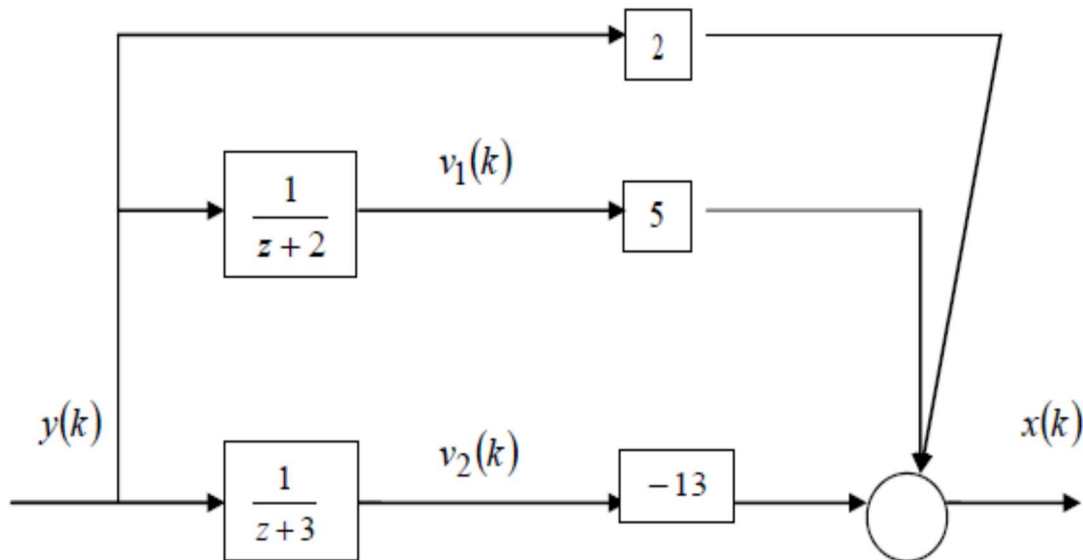 2
v₁(k)
1
z + 2
5
y(k)
v₂(k)
x(k)
1
z + 3
−13